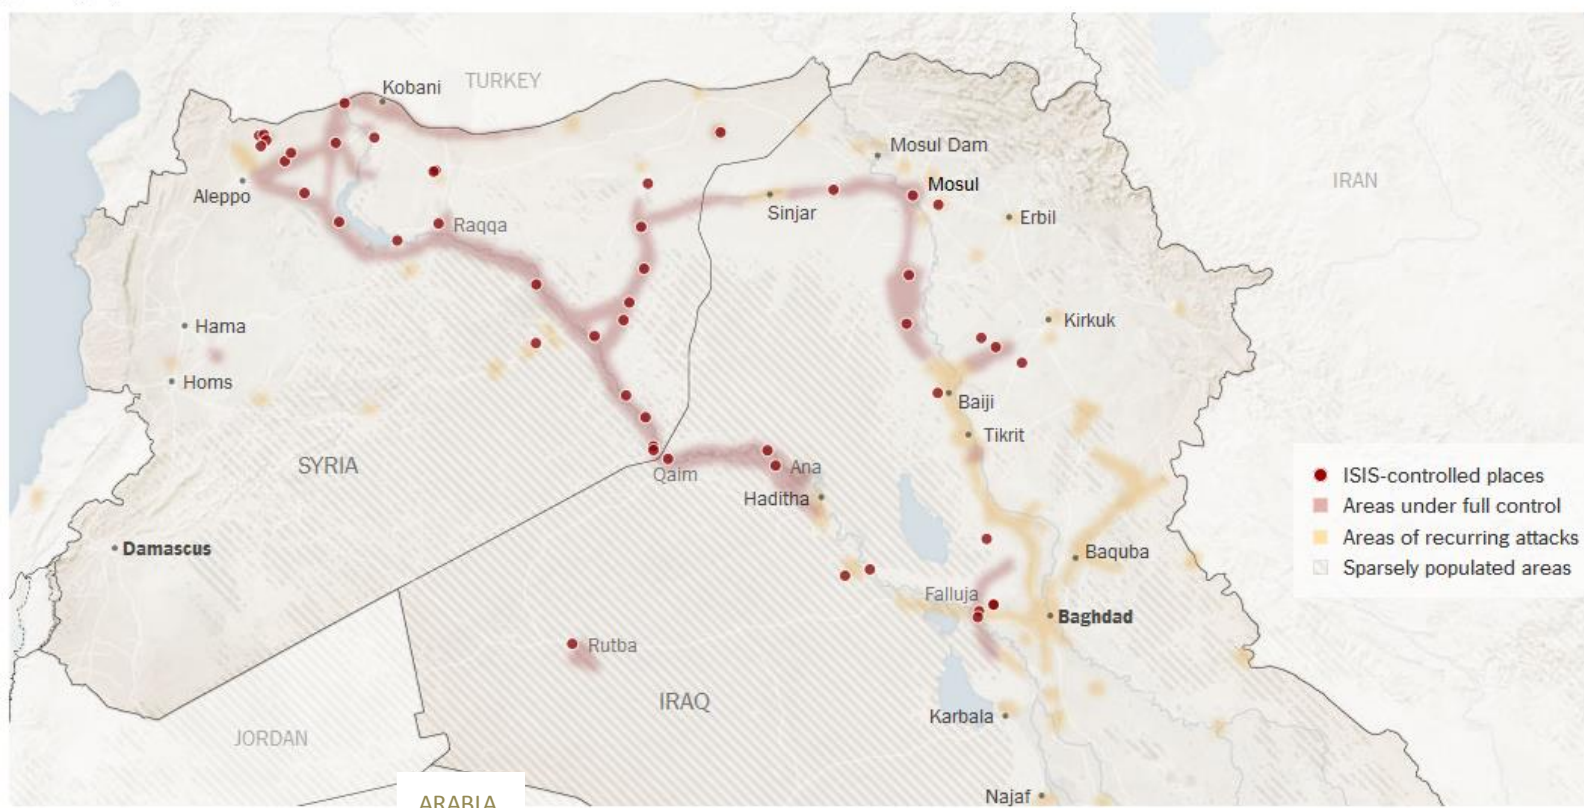 TURKEY
Kobani
Mosul Dam
Aleppo
Mosul
IRAN
Sinjar
Erbil
Raqqa
Hama
Kirkuk
Homs
Baiji
Tikrit
SYRIA
Qaim
Ana
Haditha
ISIS-controlled places
Areas under full control
Areas of recurring attacks
Sparsely populated areas
Damascus
Baquba
Falluja
Baghdad
Rutba
IRAQ
Karbala
JORDAN
Najaf
ARABIA